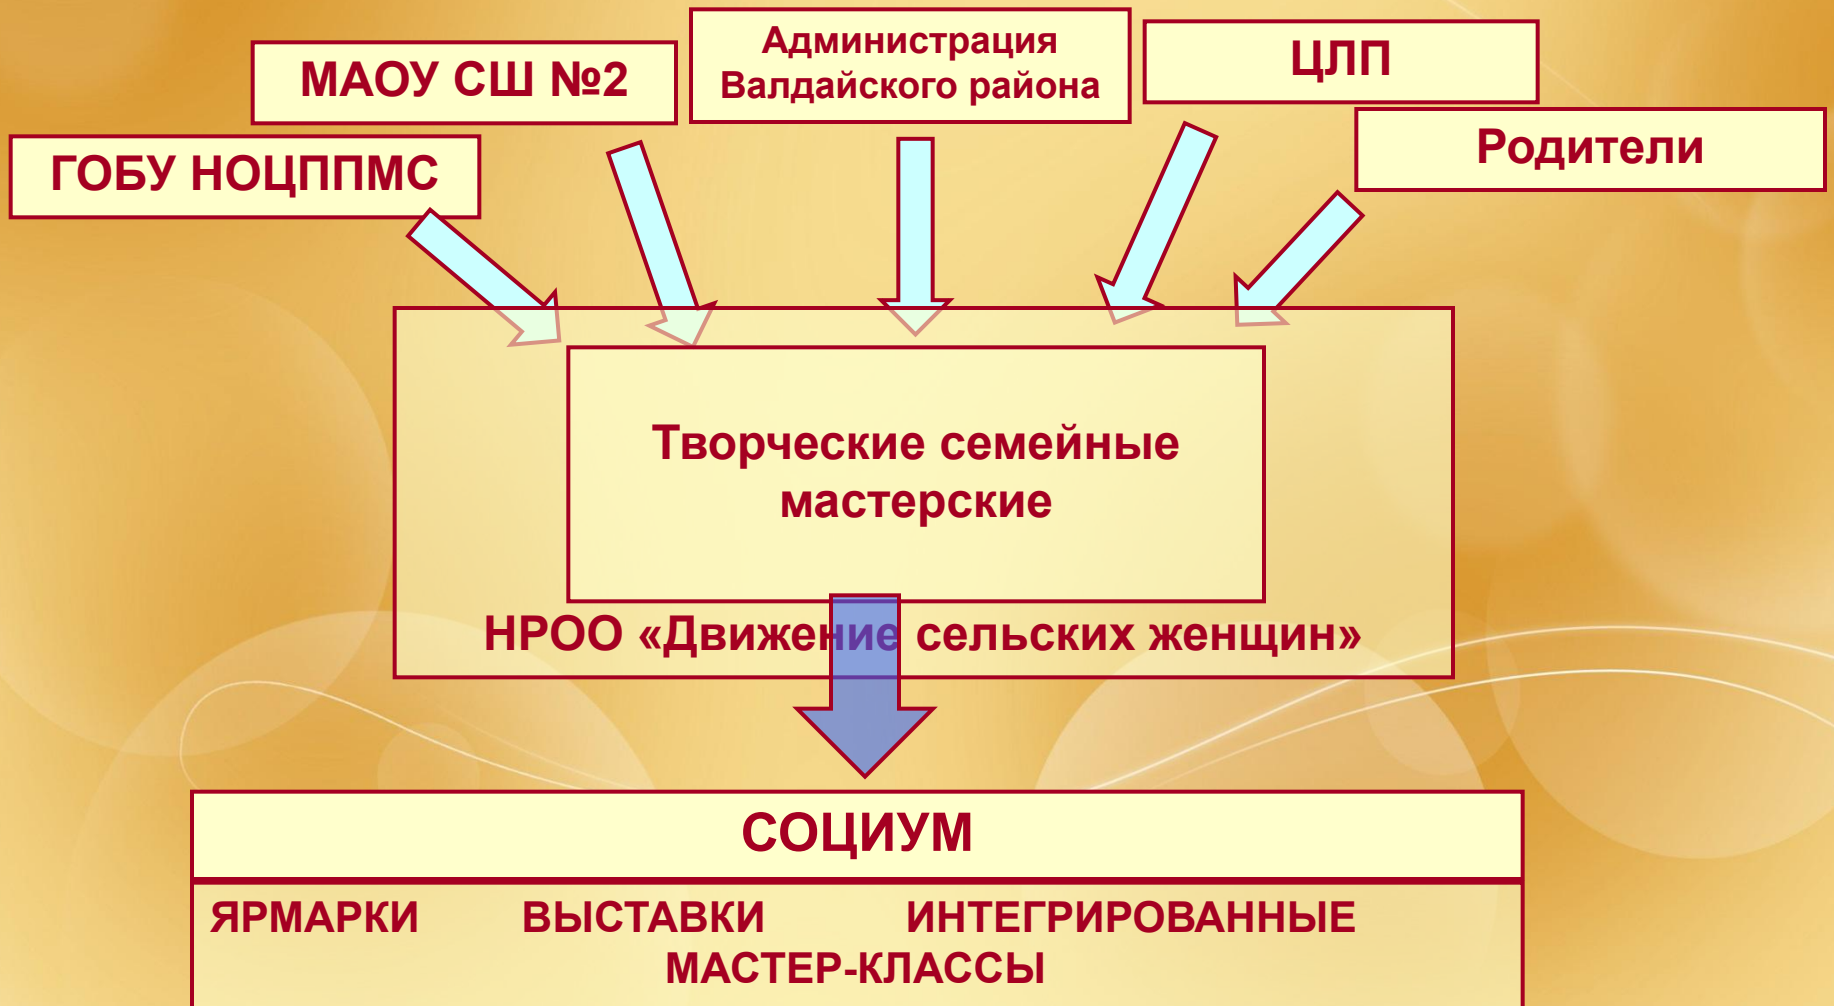 Администрация
Валдайского района
МАОУ СШ №2
ЦЛП
ГОБУ НОЦППМС
Родители
Творческие семейные
мастерские
НРОО «Движение сельских женщин»
СОЦИУМ
ЯРМАРКИ ВЫСТАВКИ ИНТЕГРИРОВАННЫЕ
МАСТЕР-КЛАССЫ